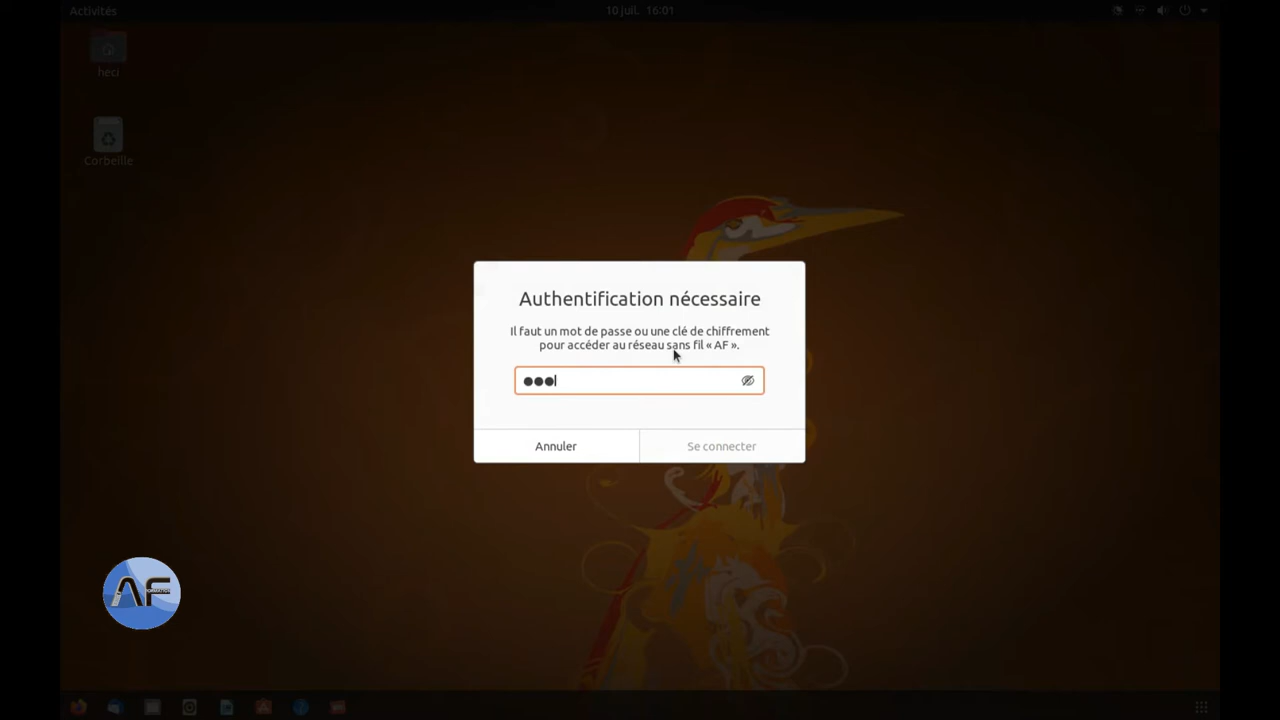 Activités
10 juil. 16:01
heci
Corbeille
Authentification nécessaire
Il faut un mot de passe ou une clé de chiffrement
pour accéder au réseau sans fil « AF ».
Annuler
Se connecter
AF